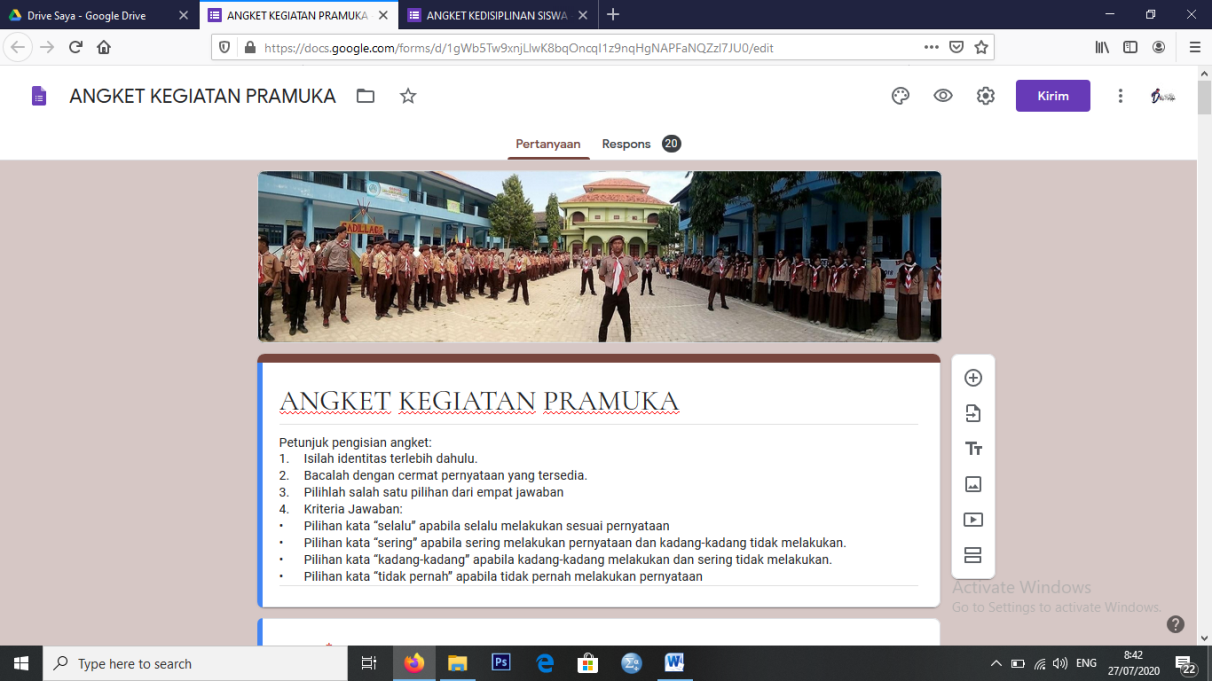 Drive Saya - Google Drive
ANGKET KEGIATAN PRAMUKA
ANGKET KEDISIPLINAN SISWA
https://docs.google.com/forms/d/1gWb5Tw9xnjLlwK8bqOncqI1z9nqHgNAPFaNQZzl7JU0/edit
ANGKET KEGIATAN PRAMUKA
Kirim
Pertanyaan
Respons 20
GADILLAGS
ANGKET KEGIATAN PRAMUKA
Petunjuk pengisian angket:
1. Isilah identitas terlebih dahulu.
2. Bacalah dengan cermat pernyataan yang tersedia.
3. Pilihlah salah satu pilihan dari empat jawaban
4. Kriteria Jawaban:
• Pilihan kata “selalu” apabila selalu melakukan sesuai pernyataan
• Pilihan kata “sering” apabila sering melakukan pernyataan dan kadang-kadang tidak melakukan.
• Pilihan kata “kadang-kadang” apabila kadang-kadang melakukan dan sering tidak melakukan.
• Pilihan kata “tidak pernah” apabila tidak pernah melakukan pernyataan
Activate Windows
Go to Settings to activate Windows.
Type here to search
Ps
ENG
8:42
27/07/2020
22